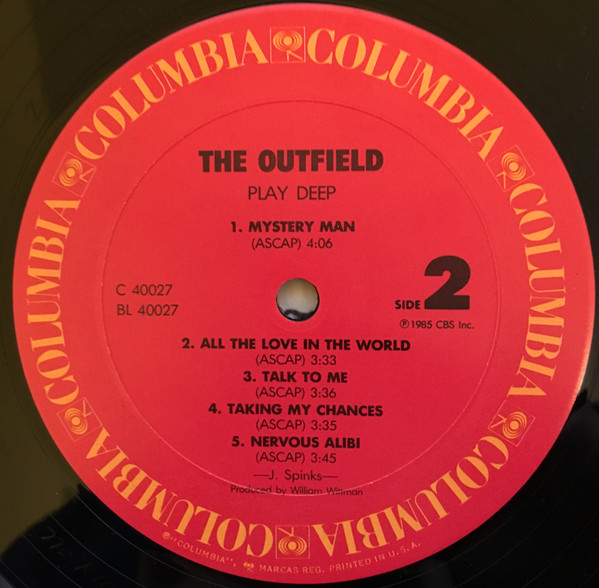 COLUMBIA COLUMBIA COLUMBIA COLUMBIA COLUMBIA COLUMBIA COLUMBIA
THE OUTFIELD
PLAY DEEP
1. MYSTERY MAN
(ASCAP) 4:06
C 40027
BL 40027
SIDE 2
℗1985 CBS Inc.
2. ALL THE LOVE IN THE WORLD
(ASCAP) 3:33
3. TALK TO ME
(ASCAP) 3:36
4. TAKING MY CHANCES
(ASCAP) 3:35
5. NERVOUS ALIBI
(ASCAP) 3:45
—J. Spinks—
Produced by William Wittman
"COLUMBIA", MARCAS REG. PRINTED IN U.S.A.